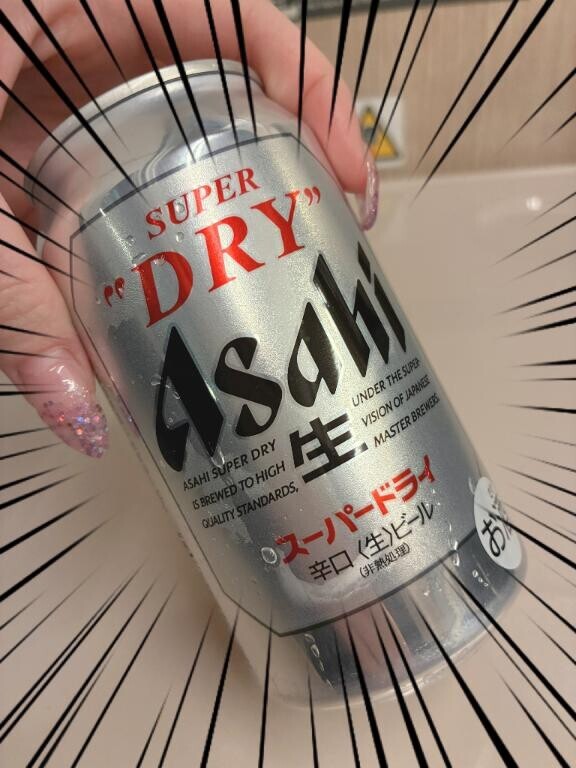 SUPER
"DRY"
Asahi
ASAHI SUPER DRY
IS BREWED TO HIGH
QUALITY STANDARDS,
生
UNDER THE SUPER-
VISION OF JAPANESE
MASTER BREWERS.
スーパードライ
辛口〈生〉ビール
(非熱処理)
お